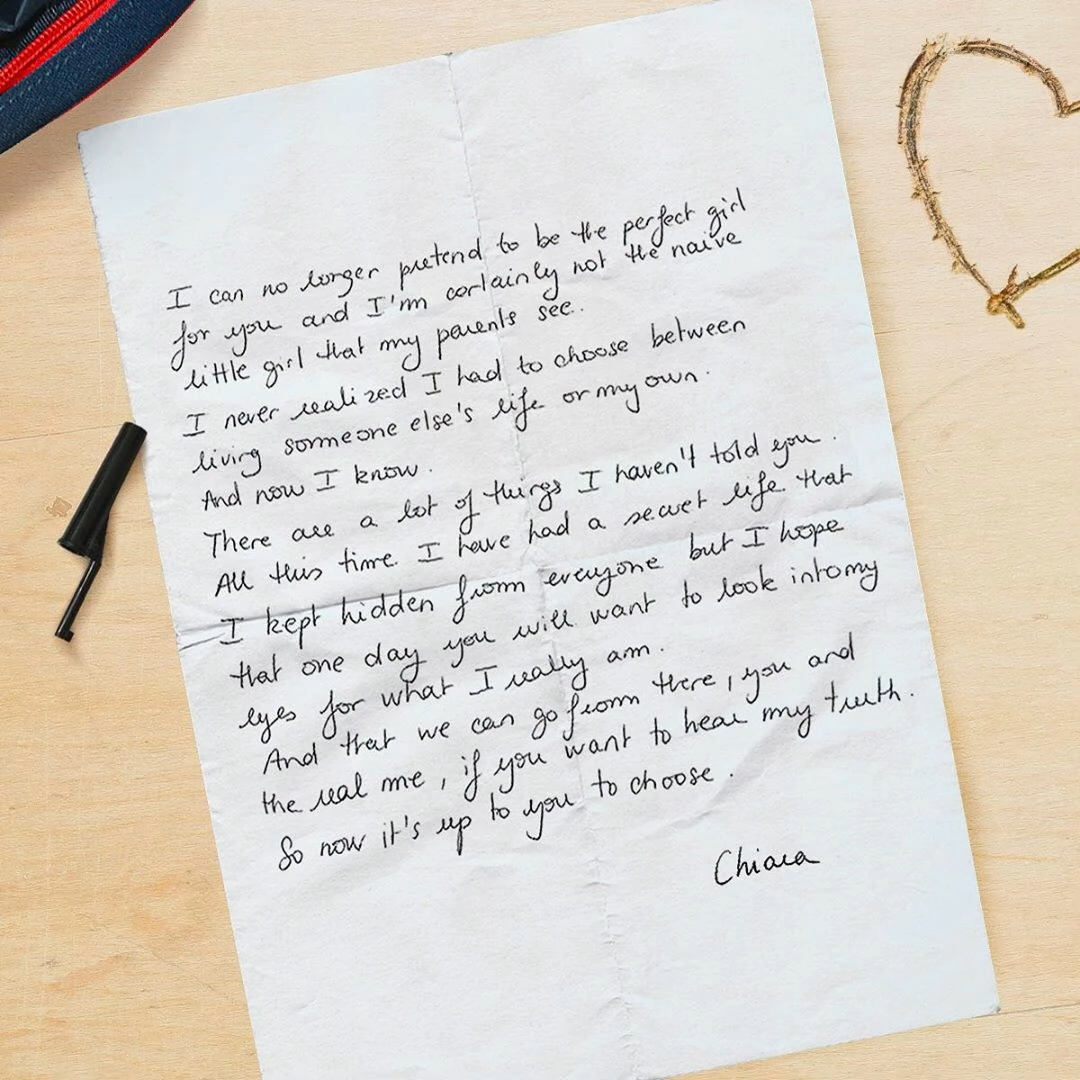 I can no longer pretend to be the perfect girl
for you and I'm certainly not the naive
little girl that my parents see.
I never realized I had to choose between
living someone else's life or my own.
And now I know.
There are a lot of things I haven't told you.
All this time I have had a secret life that
I kept hidden from everyone but I hope
that one day you will want to look into my
eyes for what I really am.
And that we can go from there, you and
the real me, if you want to hear my truth.
So now it's up to you to choose.
Chiara